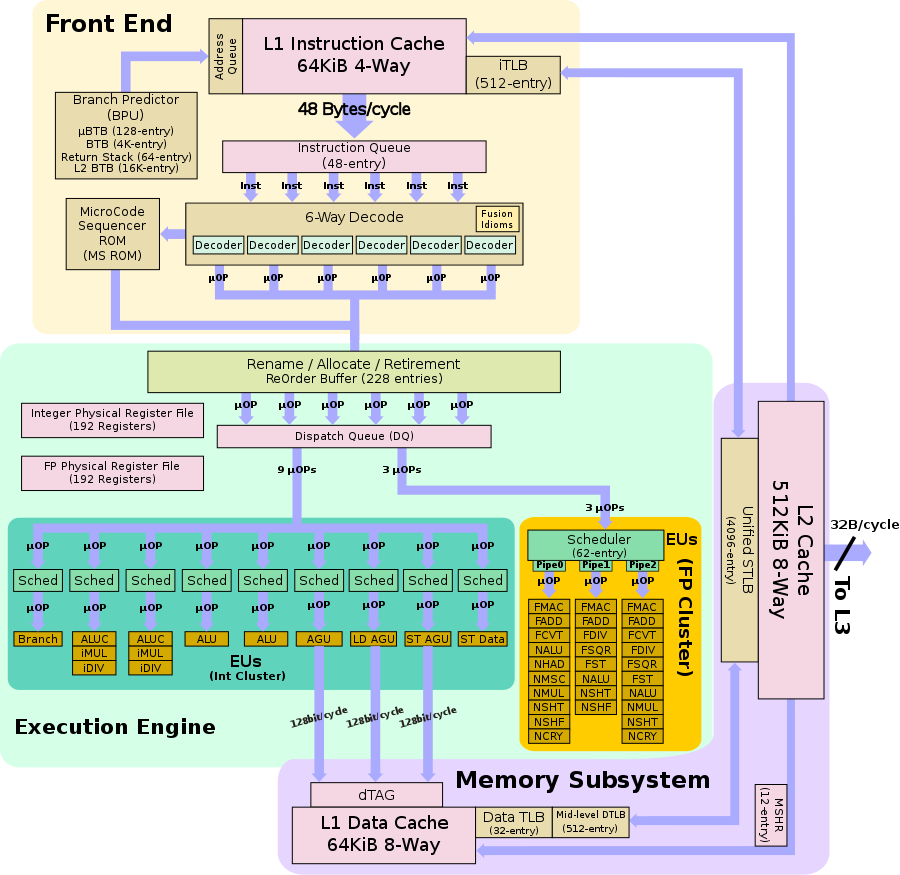 Front End
Address
Queue
L1 Instruction Cache
64KiB 4-Way
iTLB
(512-entry)
48 Bytes/cycle
Branch Predictor
(BPU)
µBTB (128-entry)
BTB (4K-entry)
Return Stack (64-entry)
L2 BTB (16K-entry)
Instruction Queue
(48-entry)
Inst Inst Inst Inst Inst Inst
MicroCode
Sequencer
ROM
(MS ROM)
6-Way Decode
Fusion
Idioms
Decoder Decoder Decoder Decoder Decoder Decoder
µOP µOP µOP µOP µOP µOP
Rename / Allocate / Retirement
ReOrder Buffer (228 entries)
µOP µOP µOP µOP µOP µOP
Integer Physical Register File
(192 Registers)
Dispatch Queue (DQ)
FP Physical Register File
(192 Registers)
9 µOPs
3 µOPs
3 µOPs
µOP µOP µOP µOP µOP µOP µOP µOP µOP
Sched Sched Sched Sched Sched Sched Sched Sched Sched
µOP µOP µOP µOP µOP µOP µOP µOP µOP
Branch ALUC ALUC ALU ALU AGU LD AGU ST AGU ST Data
iMUL iMUL
iDIV iDIV
EUs
(Int Cluster)
Scheduler
(62-entry)
EUs
(FP Cluster)
Pipe0 Pipe1 Pipe2
µOP µOP µOP
FMAC FMAC FMAC
FADD FADD FADD
FCVT FDIV FCVT
NALU FSQR FDIV
NHAD FST FSQR
NMSC NALU FST
NMUL NSHT NALU
NSHT NSHF NMUL
NSHF NSHT
NCRY NCRY
128bit/cycle 128bit/cycle 128bit/cycle
Execution Engine
Unified STLB
(4096-entry)
L2 Cache
512KiB 8-Way
32B/cycle
To L3
Memory Subsystem
dTAG
L1 Data Cache
64KiB 8-Way
Data TLB
(32-entry)
Mid-level DTLB
(512-entry)
MSHR
(12-entry)